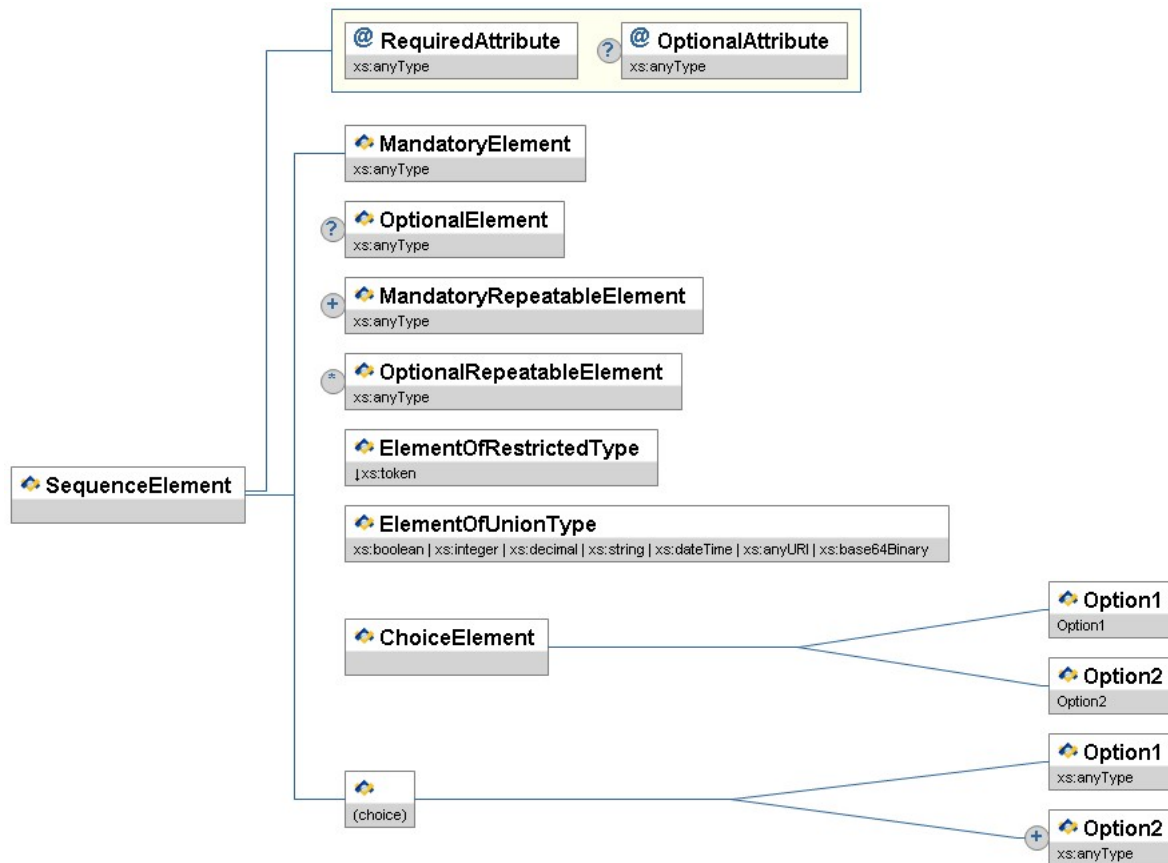 @ RequiredAttribute
xs:anyType
? @ OptionalAttribute
xs:anyType
MandatoryElement
xs:anyType
? OptionalElement
xs:anyType
+ MandatoryRepeatableElement
xs:anyType
* OptionalRepeatableElement
xs:anyType
ElementOfRestrictedType
↓xs:token
SequenceElement
ElementOfUnionType
xs:boolean | xs:integer | xs:decimal | xs:string | xs:dateTime | xs:anyURI | xs:base64Binary
ChoiceElement
Option1
Option1
Option2
Option2
(choice)
Option1
xs:anyType
+ Option2
xs:anyType